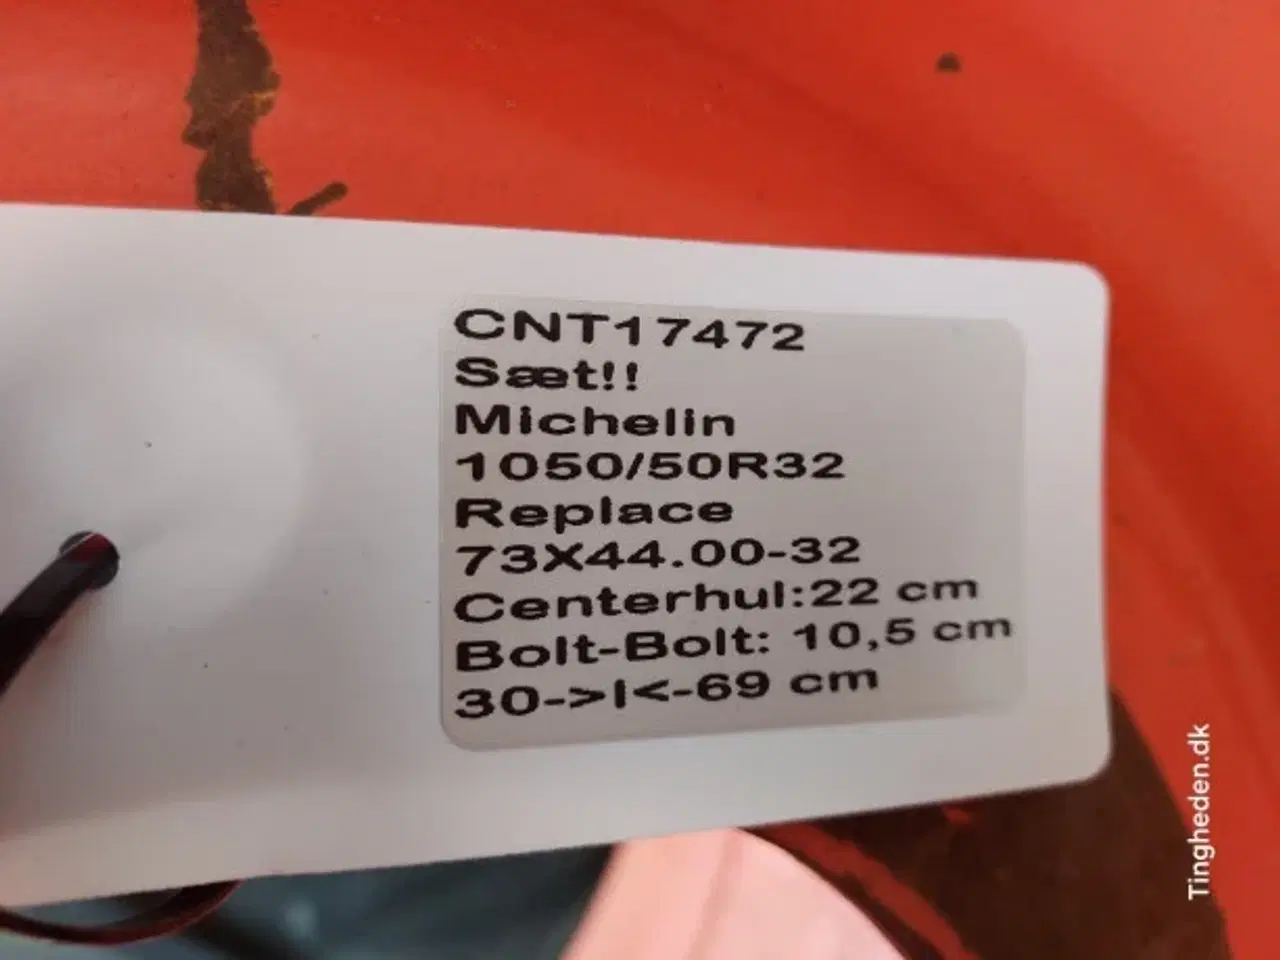 CNT17472
Sæt!!
Michelin
1050/50R32
Replace
73X44.00-32
Centerhul:22 cm
Bolt-Bolt: 10,5 cm
30->I<-69 cm
Tingheden.dk